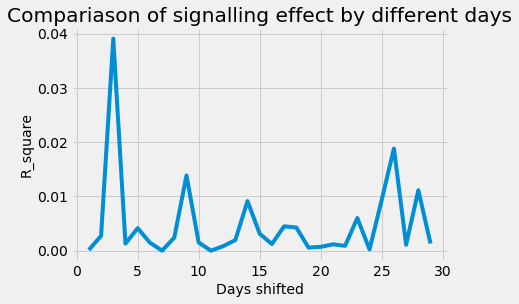 Compariason of signalling effect by different days
0.04
0.03
0.02
0.01
0.00
R_square
0 5 10 15 20 25 30
Days shifted